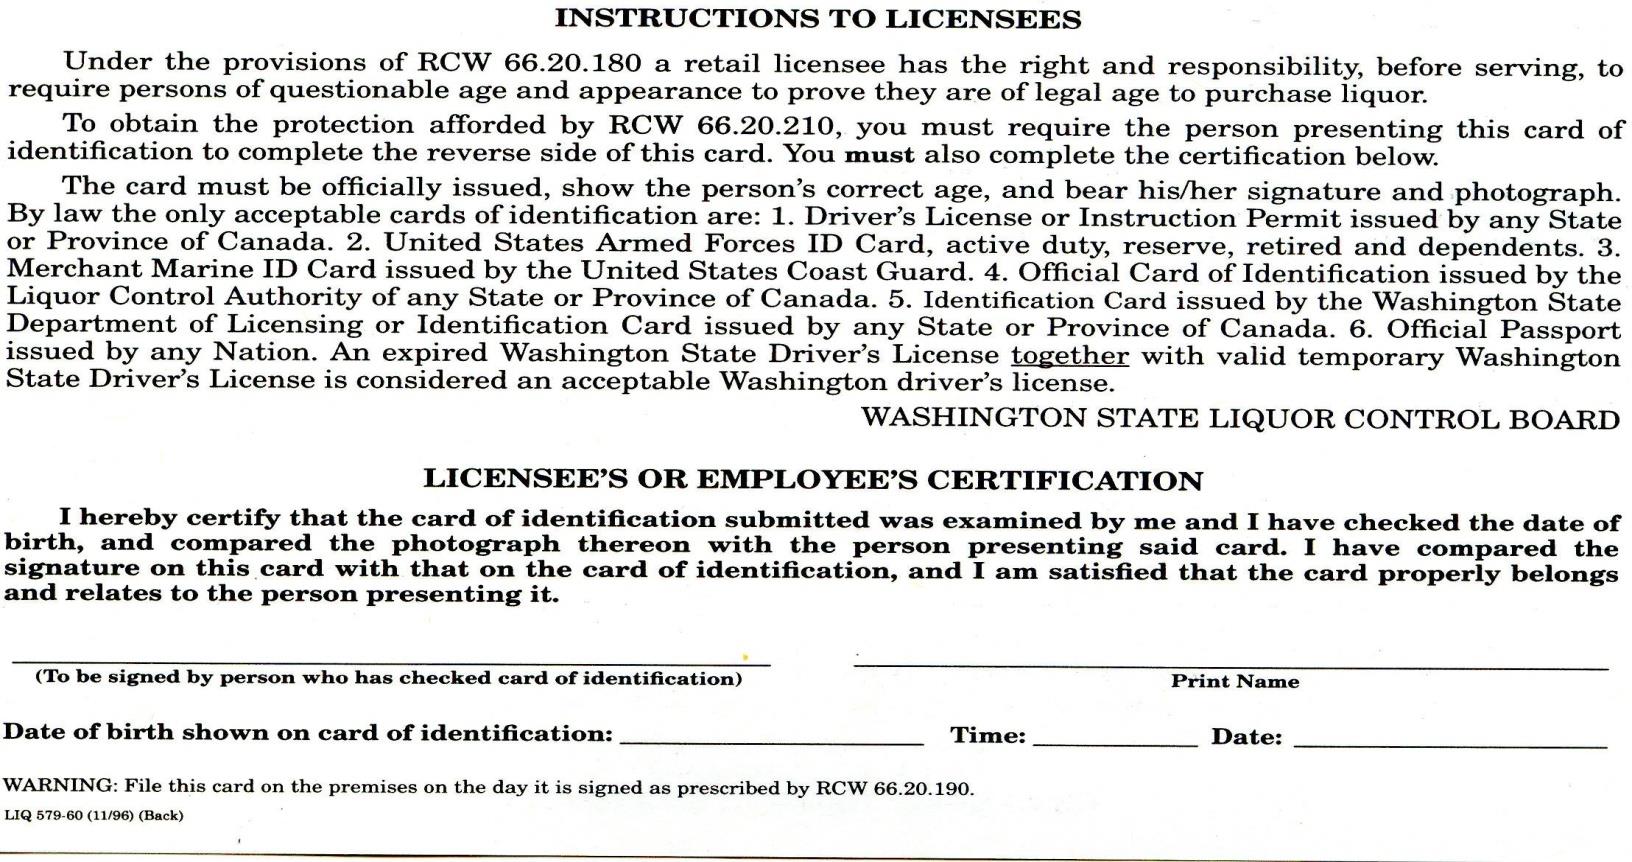 INSTRUCTIONS TO LICENSEES
Under the provisions of RCW 66.20.180 a retail licensee has the right and responsibility, before serving, to
require persons of questionable age and appearance to prove they are of legal age to purchase liquor.
To obtain the protection afforded by RCW 66.20.210, you must require the person presenting this card of
identification to complete the reverse side of this card. You must also complete the certification below.
The card must be officially issued, show the person's correct age, and bear his/her signature and photograph.
By law the only acceptable cards of identification are: 1. Driver's License or Instruction Permit issued by any State
or Province of Canada. 2. United States Armed Forces ID Card, active duty, reserve, retired and dependents. 3.
Merchant Marine ID Card issued by the United States Coast Guard. 4. Official Card of Identification issued by the
Liquor Control Authority of any State or Province of Canada. 5. Identification Card issued by the Washington State
Department of Licensing or Identification Card issued by any State or Province of Canada. 6. Official Passport
issued by any Nation. An expired Washington State Driver's License together with valid temporary Washington
State Driver's License is considered an acceptable Washington driver's license.
WASHINGTON STATE LIQUOR CONTROL BOARD
LICENSEE'S OR EMPLOYEE'S CERTIFICATION
I hereby certify that the card of identification submitted was examined by me and I have checked the date of
birth, and compared the photograph thereon with the person presenting said card. I have compared the
signature on this card with that on the card of identification, and I am satisfied that the card properly belongs
and relates to the person presenting it.
(To be signed by person who has checked card of identification) Print Name
Date of birth shown on card of identification: Time: Date:
WARNING: File this card on the premises on the day it is signed as prescribed by RCW 66.20.190.
LIQ 579-60 (11/96) (Back)